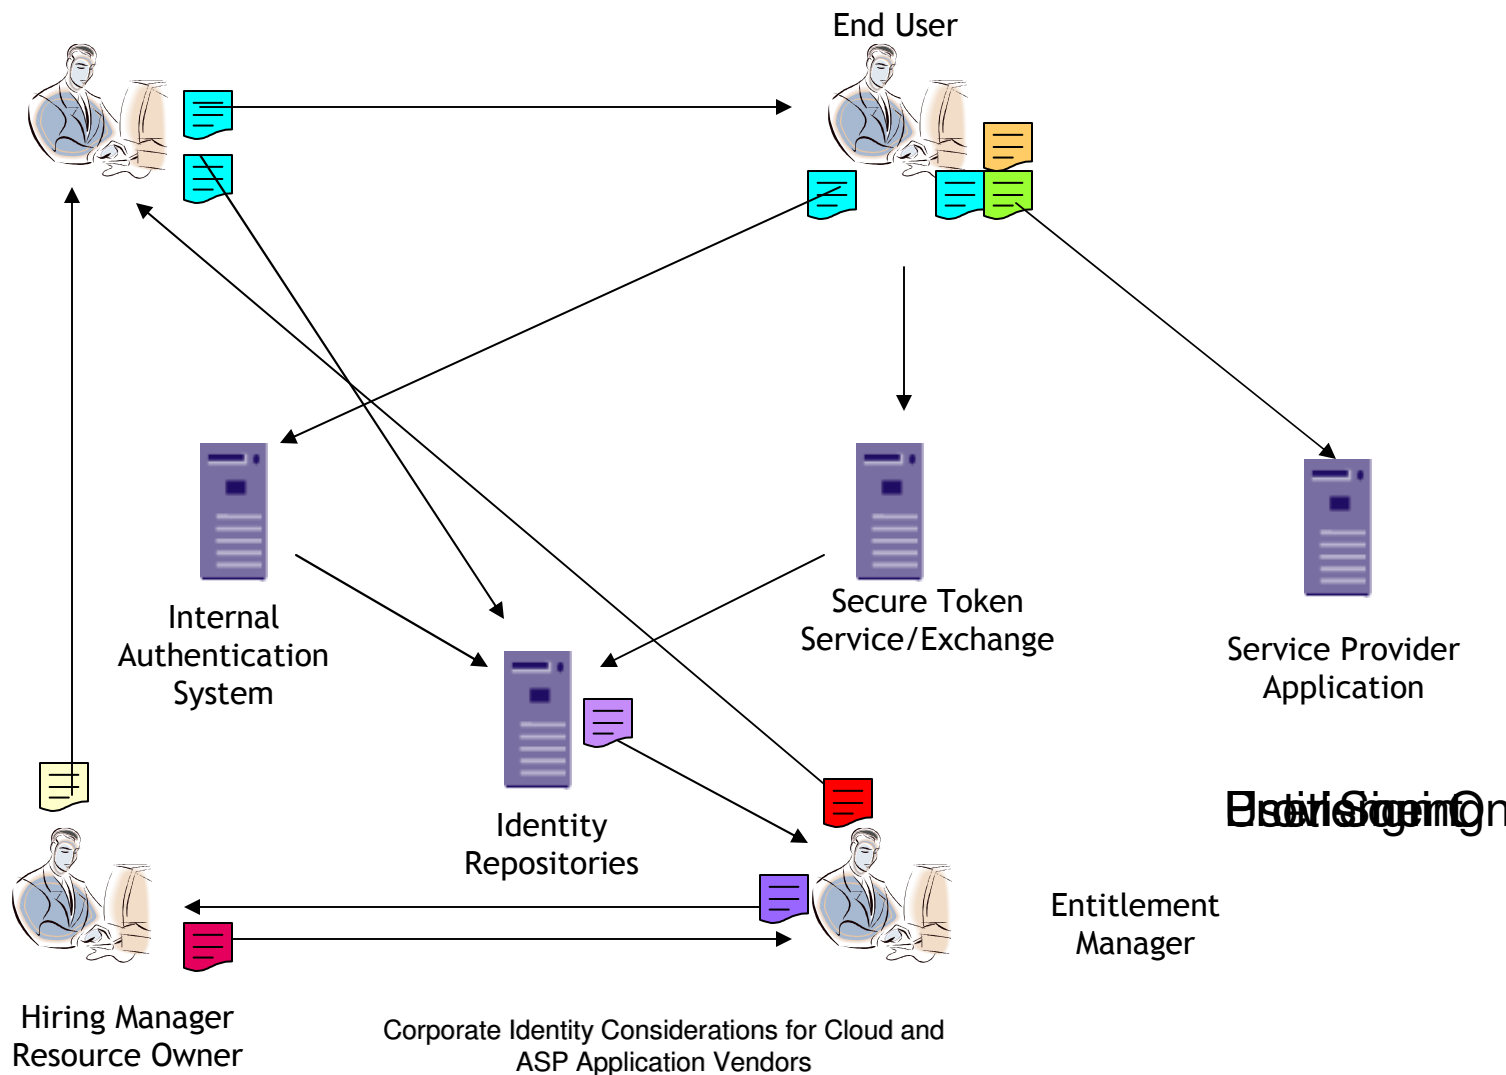 End User
Internal
Authentication
System
Secure Token
Service/Exchange
Service Provider
Application
Identity
Repositories
Entitlement
Manager
Hiring Manager
Resource Owner
Corporate Identity Considerations for Cloud and
ASP Application Vendors